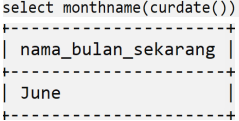 select monthname(curdate())
+---------------------+
| nama_bulan_sekarang |
+---------------------+
| June                |
+---------------------+